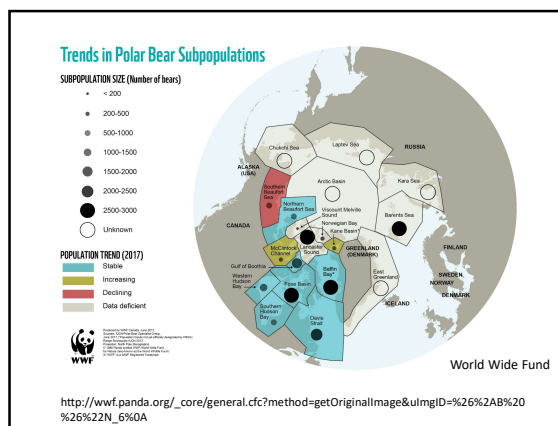 Trends in Polar Bear Subpopulations
SUBPOPULATION SIZE (Number of bears)
< 200
200-500
500-1000
1000-1500
1500-2000
2000-2500
2500-3000
Unknown
POPULATION TREND (2017)
Stable
Increasing
Declining
Data deficient
WWF
Chukchi Sea
Laptev Sea
RUSSIA
ALASKA
(USA)
Southern
Beaufort
Sea
Arctic Basin
Kara Sea
Northern
Beaufort Sea
Viscount Melville
Sound
Norwegian Bay
Kane Basin*
Barents Sea
CANADA
McClintock
Channel
Lancaster
Sound
GREENLAND
(DENMARK)
FINLAND
Gulf of Boothia
Baffin
Bay*
East
Greenland
SWEDEN
NORWAY
DENMARK
Western
Hudson
Bay
Foxe Basin
ICELAND
Southern
Hudson
Bay
Davis
Strait
World Wide Fund
http://wwf.panda.org/_core/general.cfc?method=getOriginalImage&uImgID=%26%2AB%20
%26%22N_6%0A